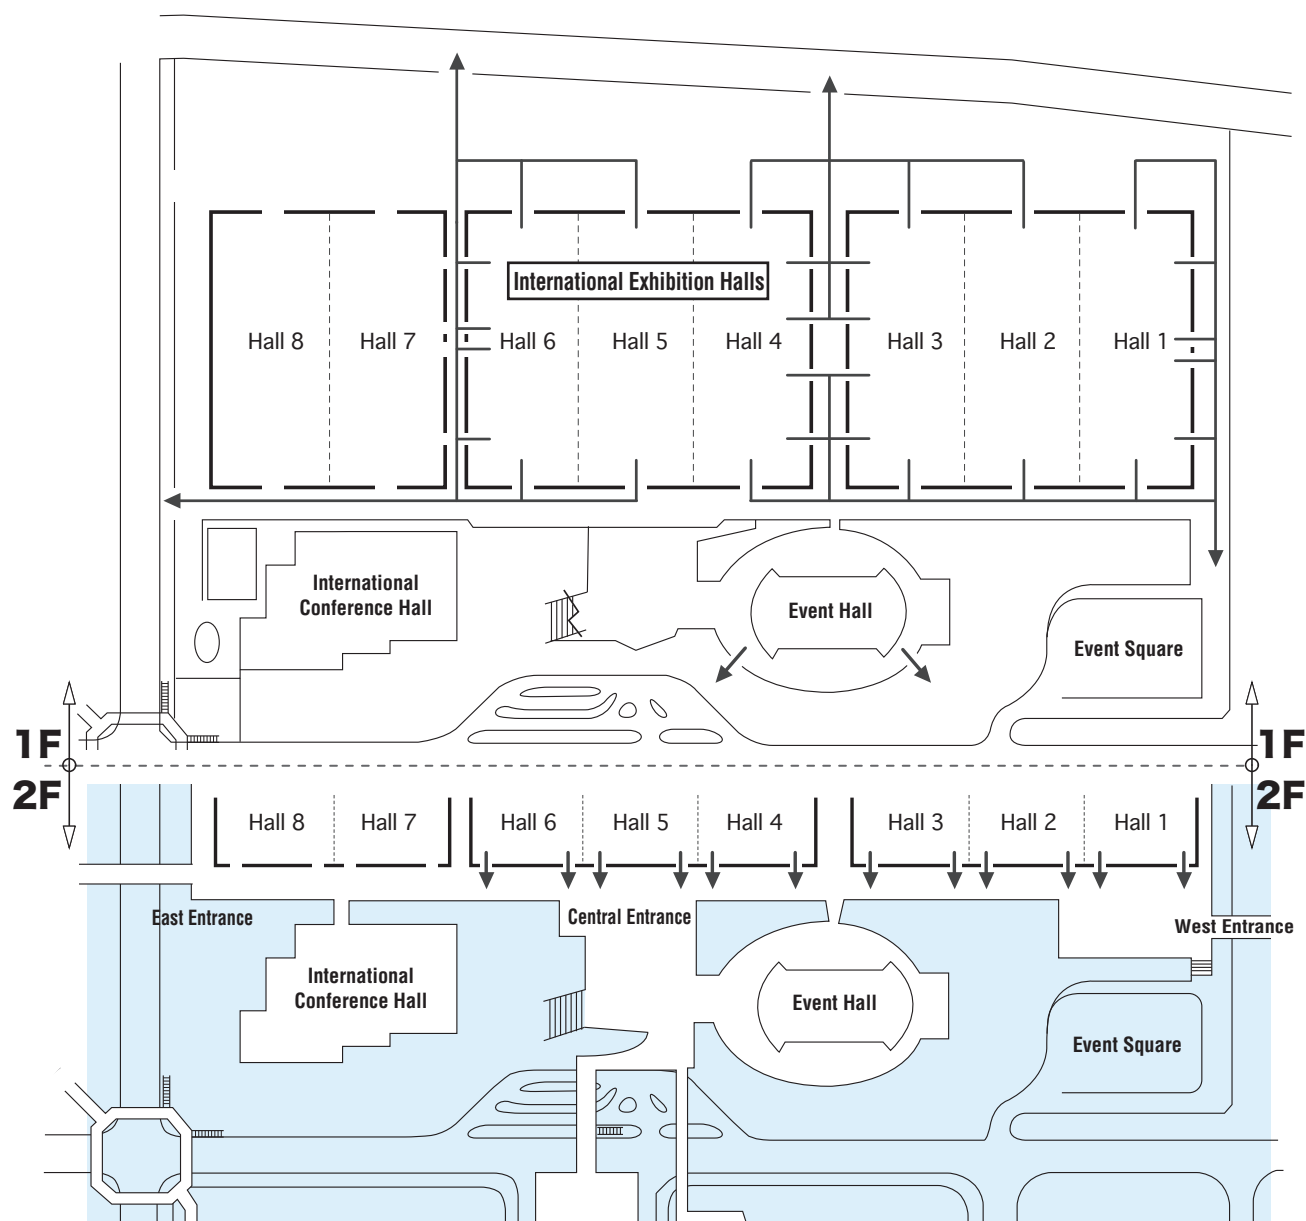 International Exhibition Halls
Hall 8
Hall 7
Hall 6
Hall 5
Hall 4
Hall 3
Hall 2
Hall 1
International
Conference Hall
Event Hall
Event Square
1F
1F
2F
2F
Hall 8
Hall 7
Hall 6
Hall 5
Hall 4
Hall 3
Hall 2
Hall 1
East Entrance
Central Entrance
West Entrance
International
Conference Hall
Event Hall
Event Square